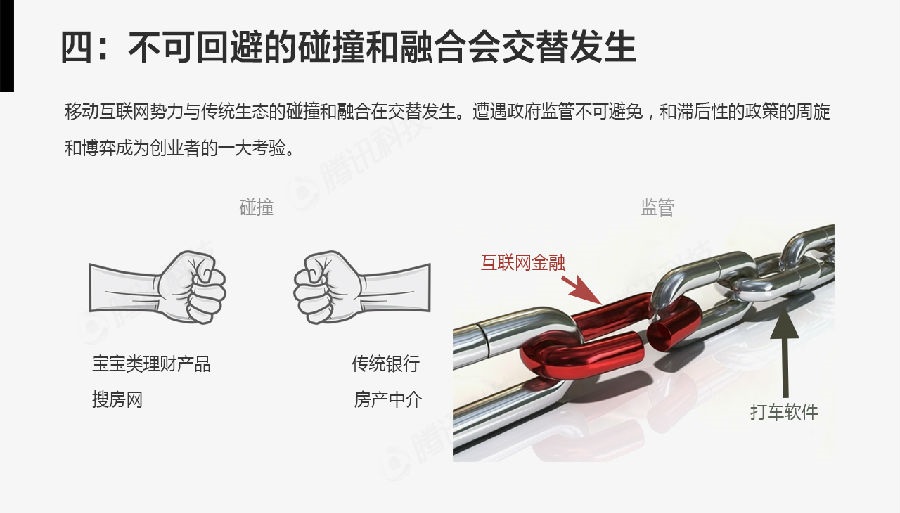 四：不可回避的碰撞和融合会交替发生
移动互联网势力与传统生态的碰撞和融合在交替发生。遭遇政府监管不可避免，和滞后性的政策的周旋
和博弈成为创业者的一大考验。
碰撞
监管
互联网金融
宝宝类理财产品
传统银行
搜房网
房产中介
打车软件
腾讯科技
腾讯科技